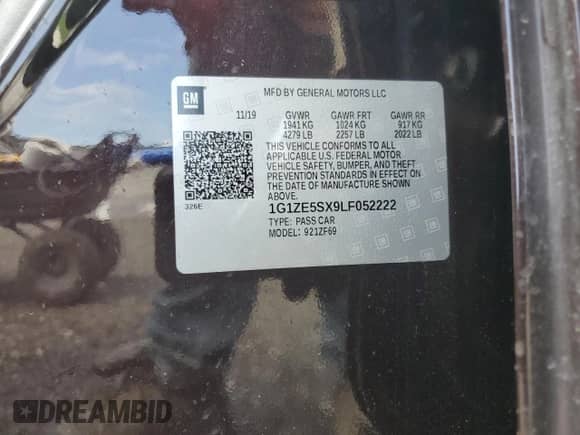 GM
MFD BY GENERAL MOTORS LLC
11/19 GVWR GAWR FRT GAWR RR
1941 KG 1024 KG 917 KG
4279 LB 2257 LB 2022 LB
THIS VEHICLE CONFORMS TO ALL
APPLICABLE U.S. FEDERAL MOTOR
VEHICLE SAFETY, BUMPER, AND THEFT
PREVENTION STANDARDS IN EFFECT ON
THE DATE OF MANUFACTURE SHOWN
ABOVE.
326E
1G1ZE5SX9LF052222
TYPE: PASS CAR
MODEL: 921ZF69
DREAMBID